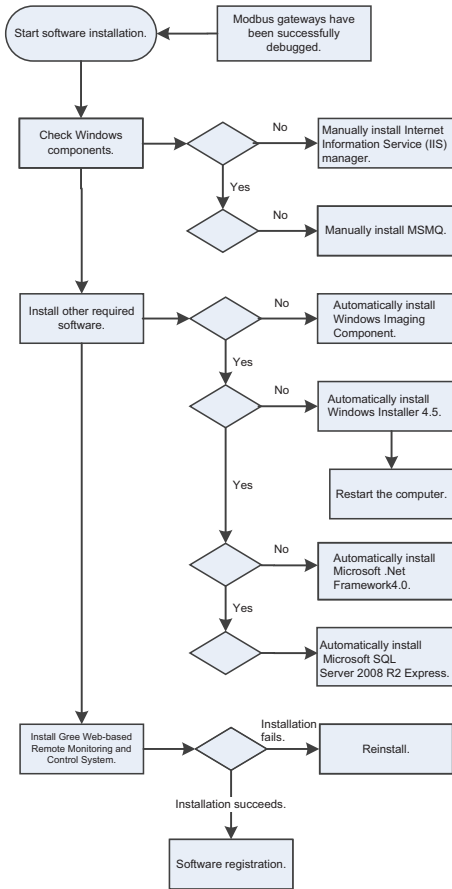 Start software installation.
Modbus gateways have
been successfully
debugged.
Check Windows
components.
No
Manually install Internet
Information Service (IIS)
manager.
Yes
No
Manually install MSMQ.
Install other required
software.
No
Automatically install
Windows Imaging
Component.
Yes
No
Automatically install
Windows Installer 4.5.
Restart the computer.
Yes
No
Automatically install
Microsoft .Net
Framework4.0.
Yes
Automatically install
Microsoft SQL
Server 2008 R2 Express.
Install Gree Web-based
Remote Monitoring and
Control System.
Installation
fails.
Reinstall.
Installation succeeds.
Software registration.